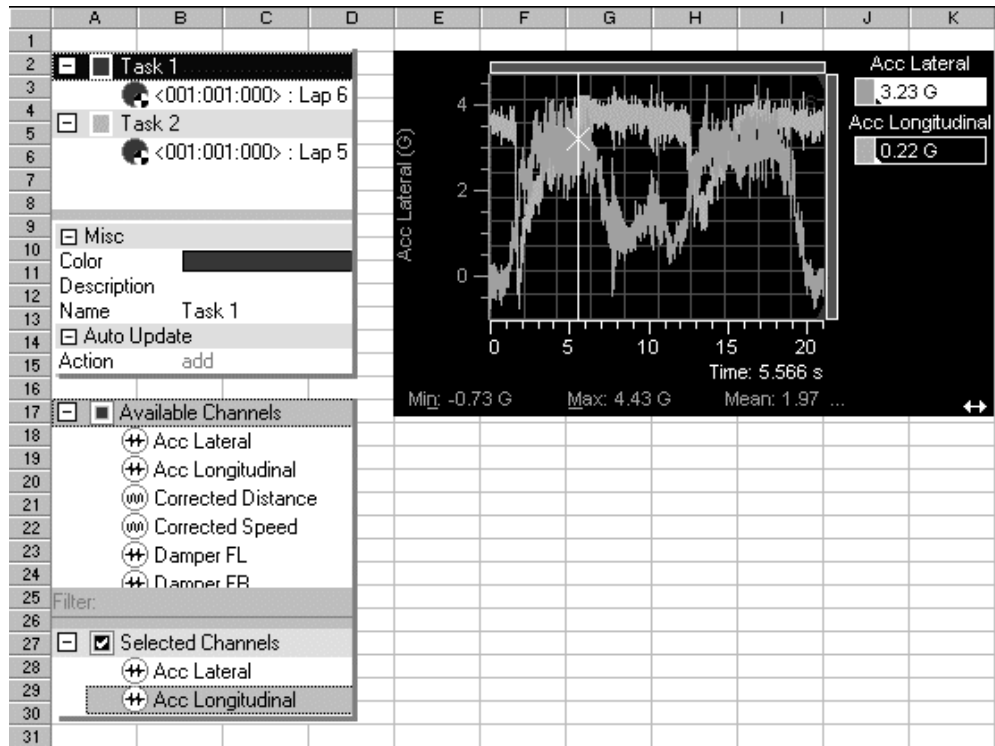 A B C D E F G H I J K
1
2
3
4
5
6
7
8
9
10
11
12
13
14
15
16
17
18
19
20
21
22
23
24
25
26
27
28
29
30
31
Task 1
<001:001:000> : Lap 6
Task 2
<001:001:000> : Lap 5
Misc
Color
Description
Name Task 1
Auto Update
Action add
Available Channels
Acc Lateral
Acc Longitudinal
Corrected Distance
Corrected Speed
Damper FL
Damper FR
Filter:
Selected Channels
Acc Lateral
Acc Longitudinal
Acc Lateral (G)
4
2
0
0 5 10 15 20
Time: 5.566 s
Min: -0.73 G Max: 4.43 G Mean: 1.97 ...
Acc Lateral
3.23 G
Acc Longitudinal
0.22 G